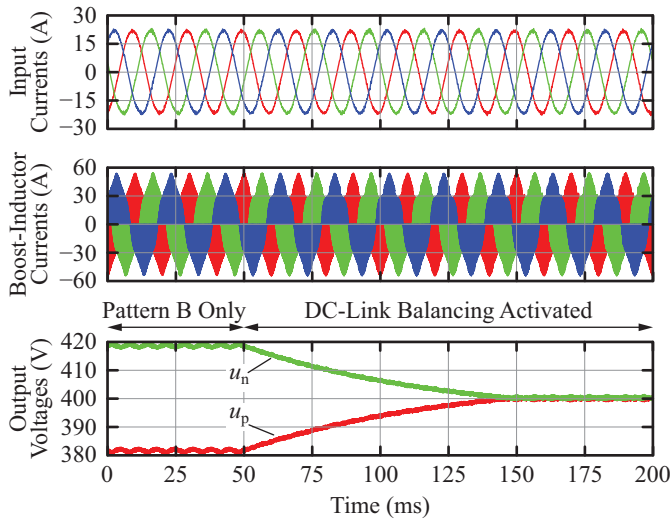 Input
Currents (A)
30
15
0
−15
−30
Boost-Inductor
Currents (A)
60
30
0
−30
−60
Pattern B Only
DC-Link Balancing Activated
Output
Voltages (V)
420
410
400
390
380
un
up
0
25
50
75
100
125
150
175
200
Time (ms)